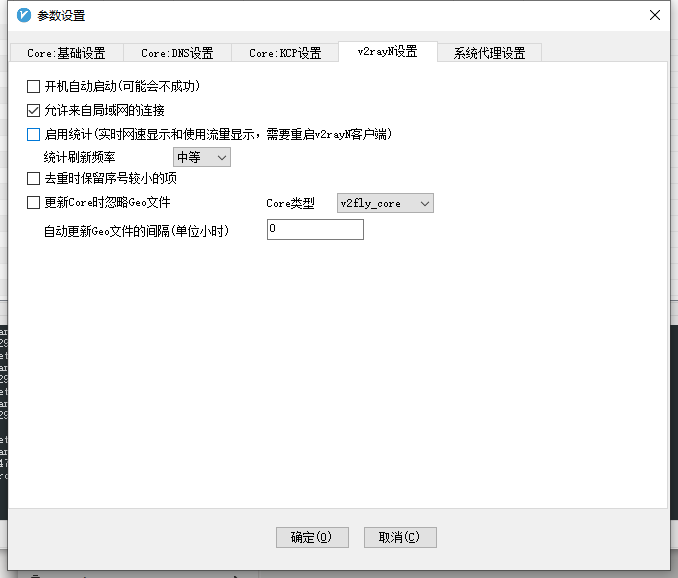 参数设置
Core:基础设置 Core:DNS设置 Core:KCP设置 v2rayN设置 系统代理设置
开机自动启动(可能会不成功)
允许来自局域网的连接
启用统计(实时网速显示和使用流量显示，需要重启v2rayN客户端)
统计刷新频率 中等
去重时保留序号较小的项
更新Core时忽略Geo文件 Core类型 v2fly_core
自动更新Geo文件的间隔(单位小时) 0
确定(O) 取消(C)